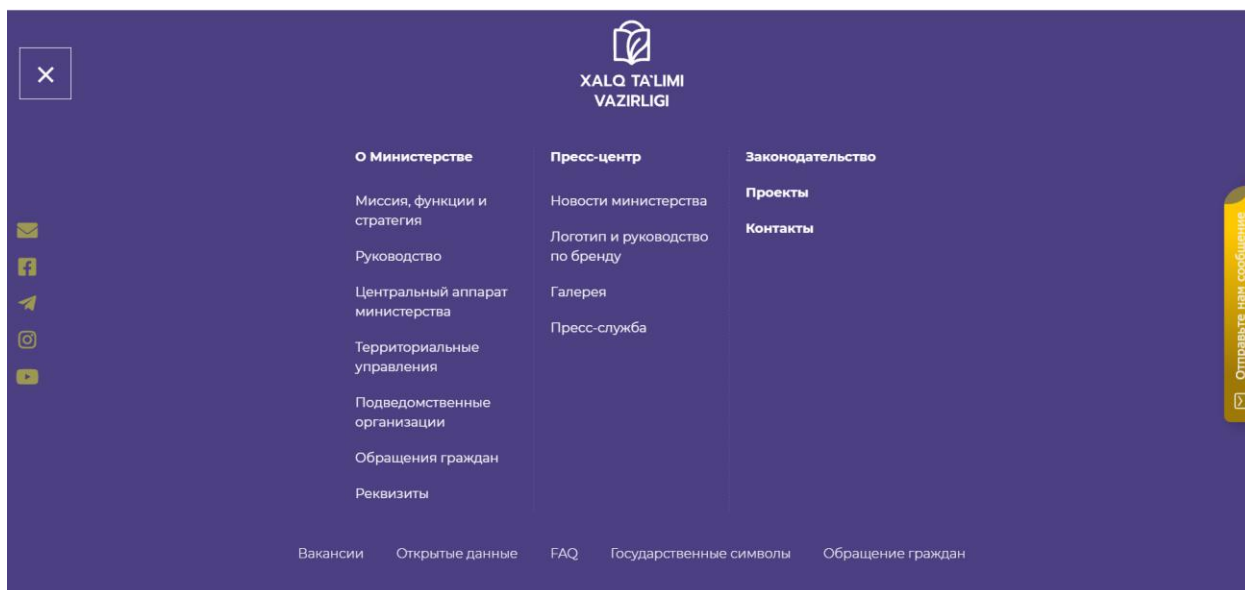 XALQ TA'LIMI
VAZIRLIGI
О Министерстве
Миссия, функции и
стратегия
Руководство
Центральный аппарат
министерства
Территориальные
управления
Подведомственные
организации
Обращения граждан
Реквизиты
Пресс-центр
Новости министерства
Логотип и руководство
по бренду
Галерея
Пресс-служба
Законодательство
Проекты
Контакты
Отправьте нам сообщение
Вакансии Открытые данные FAQ Государственные символы Обращение граждан